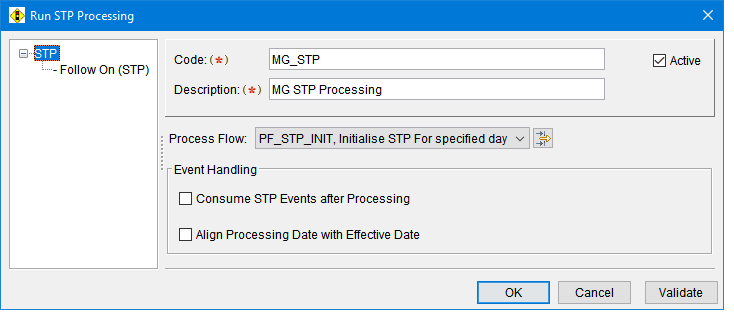 Run STP Processing
STP
Follow On (STP)
Code:(*) MG_STP Active
Description:(*) MG STP Processing
Process Flow: PF_STP_INIT, Initialise STP For specified day
Event Handling
Consume STP Events after Processing
Align Processing Date with Effective Date
OK Cancel Validate